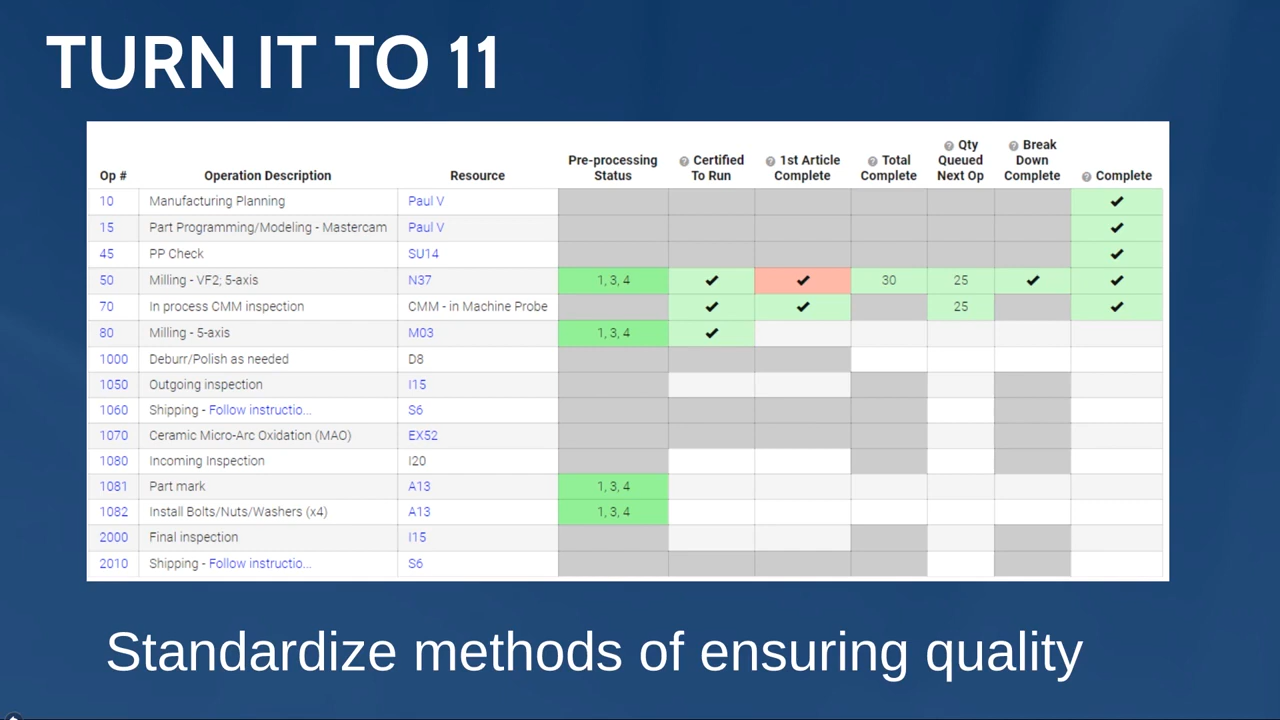 TURN IT TO 11
Op # Operation Description Resource Pre-processing Status Certified To Run 1st Article Complete Total Complete Qty Queued Next Op Break Down Complete Complete
10 Manufacturing Planning Paul V ✔
15 Part Programming/Modeling - Mastercam Paul V ✔
45 PP Check SU14 ✔
50 Milling - VF2; 5-axis N37 1, 3, 4 ✔ ✔ 30 25 ✔ ✔
70 In process CMM inspection CMM - in Machine Probe ✔ ✔ 25 ✔
80 Milling - 5-axis M03 1, 3, 4 ✔
1000 Deburr/Polish as needed D8
1050 Outgoing inspection I15
1060 Shipping - Follow instructio... S6
1070 Ceramic Micro-Arc Oxidation (MAO) EX52
1080 Incoming Inspection I20
1081 Part mark A13 1, 3, 4
1082 Install Bolts/Nuts/Washers (x4) A13 1, 3, 4
2000 Final inspection I15
2010 Shipping - Follow instructio... S6
Standardize methods of ensuring quality